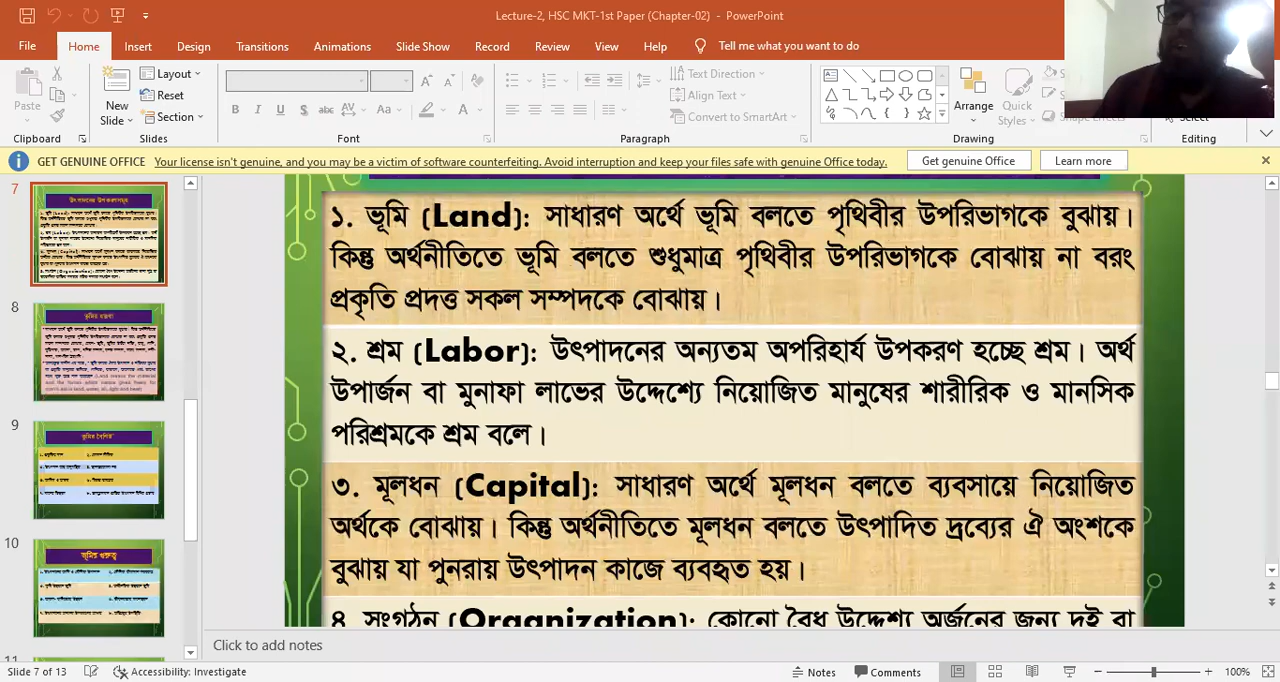 Lecture-2, HSC MKT-1st Paper (Chapter-02) - PowerPoint
File Home Insert Design Transitions Animations Slide Show Record Review View Help Tell me what you want to do
Paste
New Slide
Layout
Reset
Section
B I U S abc AV Aa A
Text Direction
Align Text
Convert to SmartArt
Arrange
Quick Styles
Select
Clipboard Slides Font Paragraph Drawing Editing
GET GENUINE OFFICE Your license isn't genuine, and you may be a victim of software counterfeiting. Avoid interruption and keep your files safe with genuine Office today. Get genuine Office Learn more
7
8
9
10
11
১. ভূমি (Land): সাধারণ অর্থে ভূমি বলতে পৃথিবীর উপরিভাগকে বুঝায়।
কিন্তু অর্থনীতিতে ভূমি বলতে শুধুমাত্র পৃথিবীর উপরিভাগকে বোঝায় না বরং
প্রকৃতি প্রদত্ত সকল সম্পদকে বোঝায়।
২. শ্রম (Labor): উৎপাদনের অন্যতম অপরিহার্য উপকরণ হচ্ছে শ্রম। অর্থ
উপার্জন বা মুনাফা লাভের উদ্দেশ্যে নিয়োজিত মানুষের শারীরিক ও মানসিক
পরিশ্রমকে শ্রম বলে।
৩. মূলধন (Capital): সাধারণ অর্থে মূলধন বলতে ব্যবসায়ে নিয়োজিত
অর্থকে বোঝায়। কিন্তু অর্থনীতিতে মূলধন বলতে উৎপাদিত দ্রব্যের ঐ অংশকে
বুঝায় যা পুনরায় উৎপাদন কাজে ব্যবহৃত হয়।
৪. সংগঠন (Organization): কোনো বৈধ উদ্দেশ্য অর্জনের জন্য দুই বা
Click to add notes
Slide 7 of 13 Accessibility: Investigate Notes Comments 100%